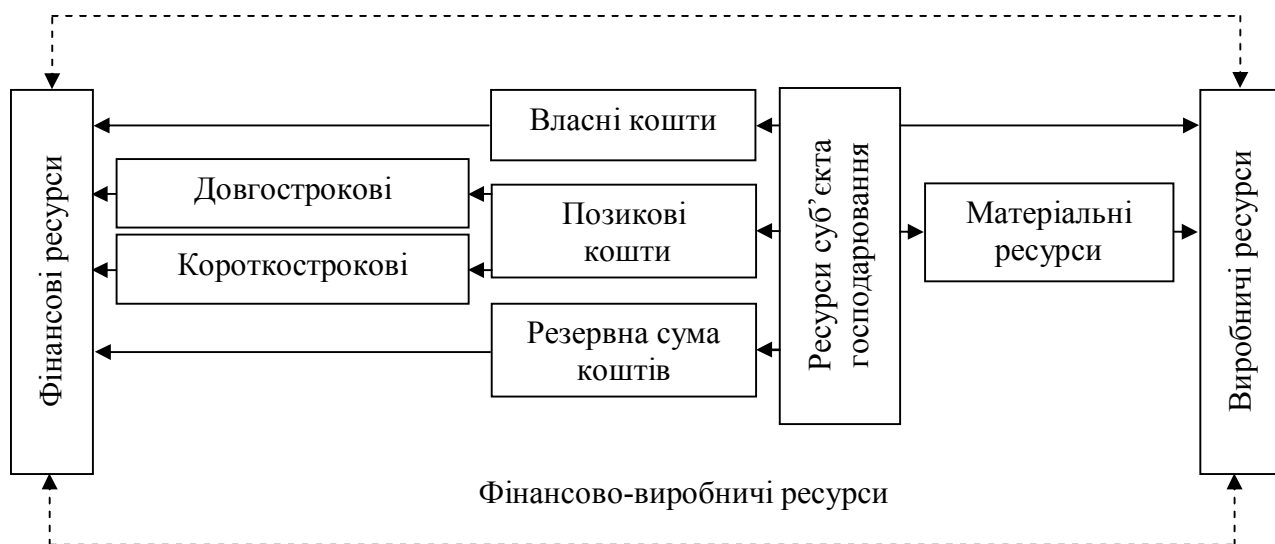 Фінансові ресурси
Власні кошти
Довгострокові
Короткострокові
Позикові
кошти
Резервна сума
коштів
Ресурси суб’єкта
господарювання
Матеріальні
ресурси
Виробничі ресурси
Фінансово-виробничі ресурси